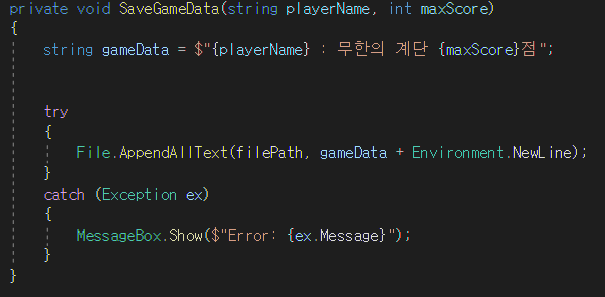 private void SaveGameData(string playerName, int maxScore)
{
string gameData = $"{playerName} : 무한의 계단 {maxScore}점";
try
{
File.AppendAllText(filePath, gameData + Environment.NewLine);
}
catch (Exception ex)
{
MessageBox.Show($"Error: {ex.Message}");
}
}